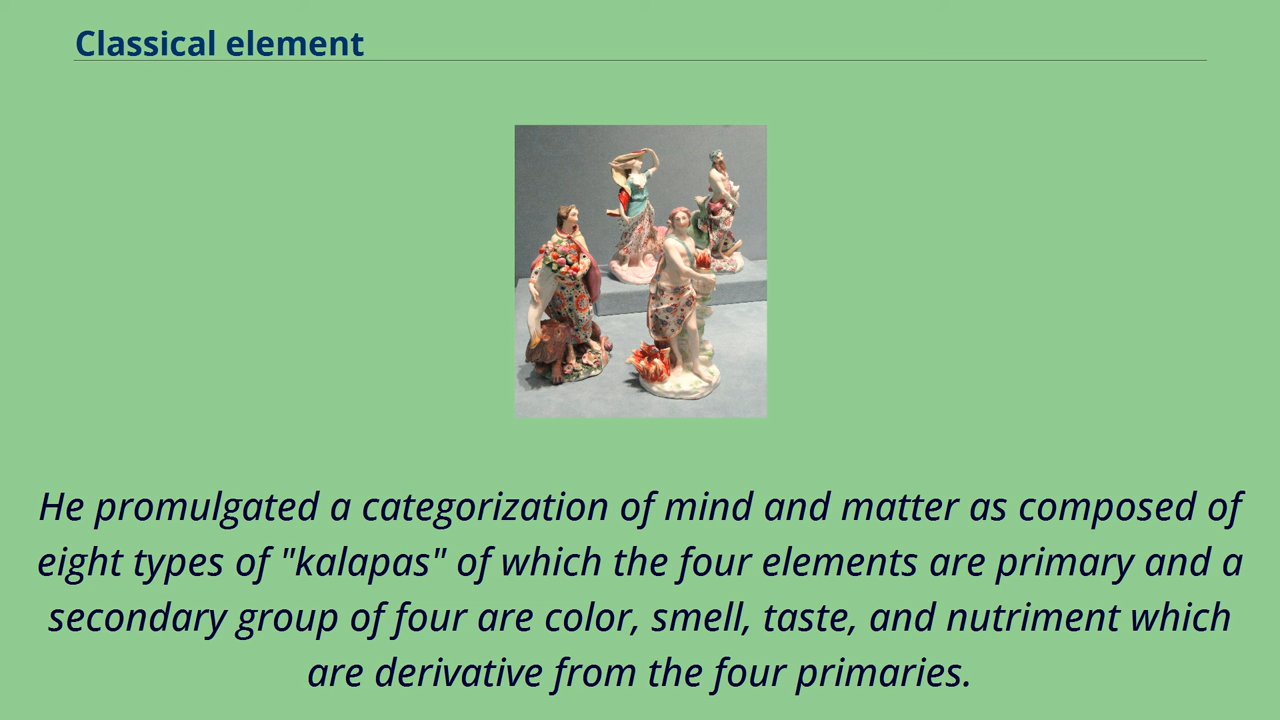 Classical element
He promulgated a categorization of mind and matter as composed of
eight types of "kalapas" of which the four elements are primary and a
secondary group of four are color, smell, taste, and nutriment which
are derivative from the four primaries.